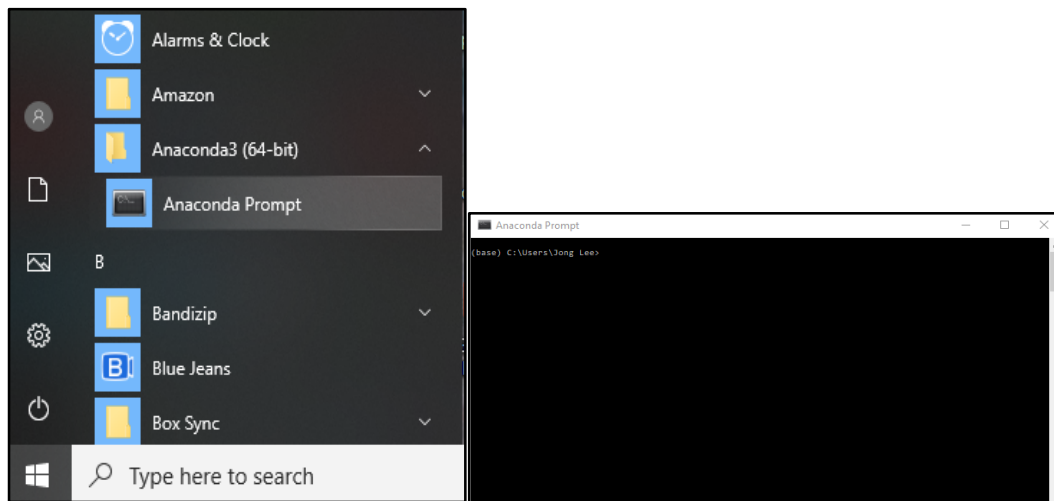 Alarms & Clock
Amazon
Anaconda3 (64-bit)
Anaconda Prompt
B
Bandizip
Blue Jeans
Box Sync
Type here to search
Anaconda Prompt
(base) C:\Users\Jong Lee>